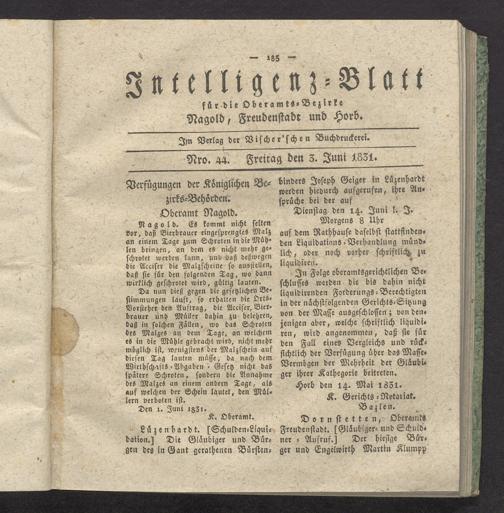 — 185 —
Intelligenz-Blatt
für die Oberamts-Bezirke
Nagold, Freudenstadt und Horb.
Im Verlag der Vischer'schen Buchdruckerei.
Nro. 44. Freitag den 3. Juni 1831.
Verfügungen der Königlichen Be-
zirks-Behörden.
Oberamt Nagold.
Nagold. Es kommt nicht selten
vor, daß Bierbrauer eingesprengtes Malz
an einem Tage zum Schroten in die Müh-
len bringen, an dem es nicht mehr ge-
schrotet werden kann, und daß deßwegen
die Acciser die Malzscheine so ausstellen,
daß sie für den folgenden Tag, wo dann
wirklich geschrotet wird, gültig lauten.
Da nun dieß gegen die gesetzlichen Be-
stimmungen läuft, so erhalten die Orts-
Vorsteher den Auftrag, die Acciser, Bier-
brauer und Müller dahin zu belehren,
daß in solchen Fällen, wo das Schroten
des Malzes an dem Tage, an welchem
es in die Mühle gebracht wird, nicht mehr
möglich ist, wenigstens der Malzschein auf
diesen Tag lauten müsse, da nach dem
Wirthschafts-Abgaben-Gesetz nicht das
spätere Schroten, sondern die Annahme
des Malzes an einem andern Tage, als
auf welchen der Schein lautet, den Mül-
lern verboten ist.
Den 1. Juni 1831.
K. Oberamt.
Lützenhardt. [Schulden-Liqui-
dation.] Die Gläubiger und Bür-
gen des in Gant gerathenen Bürsten-
binders Joseph Geiger in Lüzenhardt
werden hiedurch aufgerufen, ihre An-
sprüche bei der auf
Dienstag den 14. Juni l. J.
Morgens 8 Uhr
auf dem Rathhause daselbst stattfinden-
den Liquidations-Verhandlung münd-
lich, oder noch vorher schriftlich zu
liquidiren.
In Folge oberamtsgerichtlichen Be-
schlusses werden die bis dahin nicht
liquidirenden Forderungs-Berechtigten
in der nächstfolgenden Gerichts-Sitzung
von der Masse ausgeschlossen; von den-
jenigen aber, welche schriftlich liquidi-
ren, wird angenommen, daß sie für
den Fall eines Vergleichs und rück-
sichtlich der Verfügung über das Masse-
Vermögen der Mehrheit der Gläubi-
ger ihrer Kathegorie beitreten.
Horb den 14. Mai 1831.
K. Gerichts-Notariat.
Bazlen.
Dornstetten, Oberamts
Freudenstadt. [Gläubiger- und Schuld-
ner-Aufruf.] Der hiesige Bür-
ger und Engelwirth Martin Klumpp